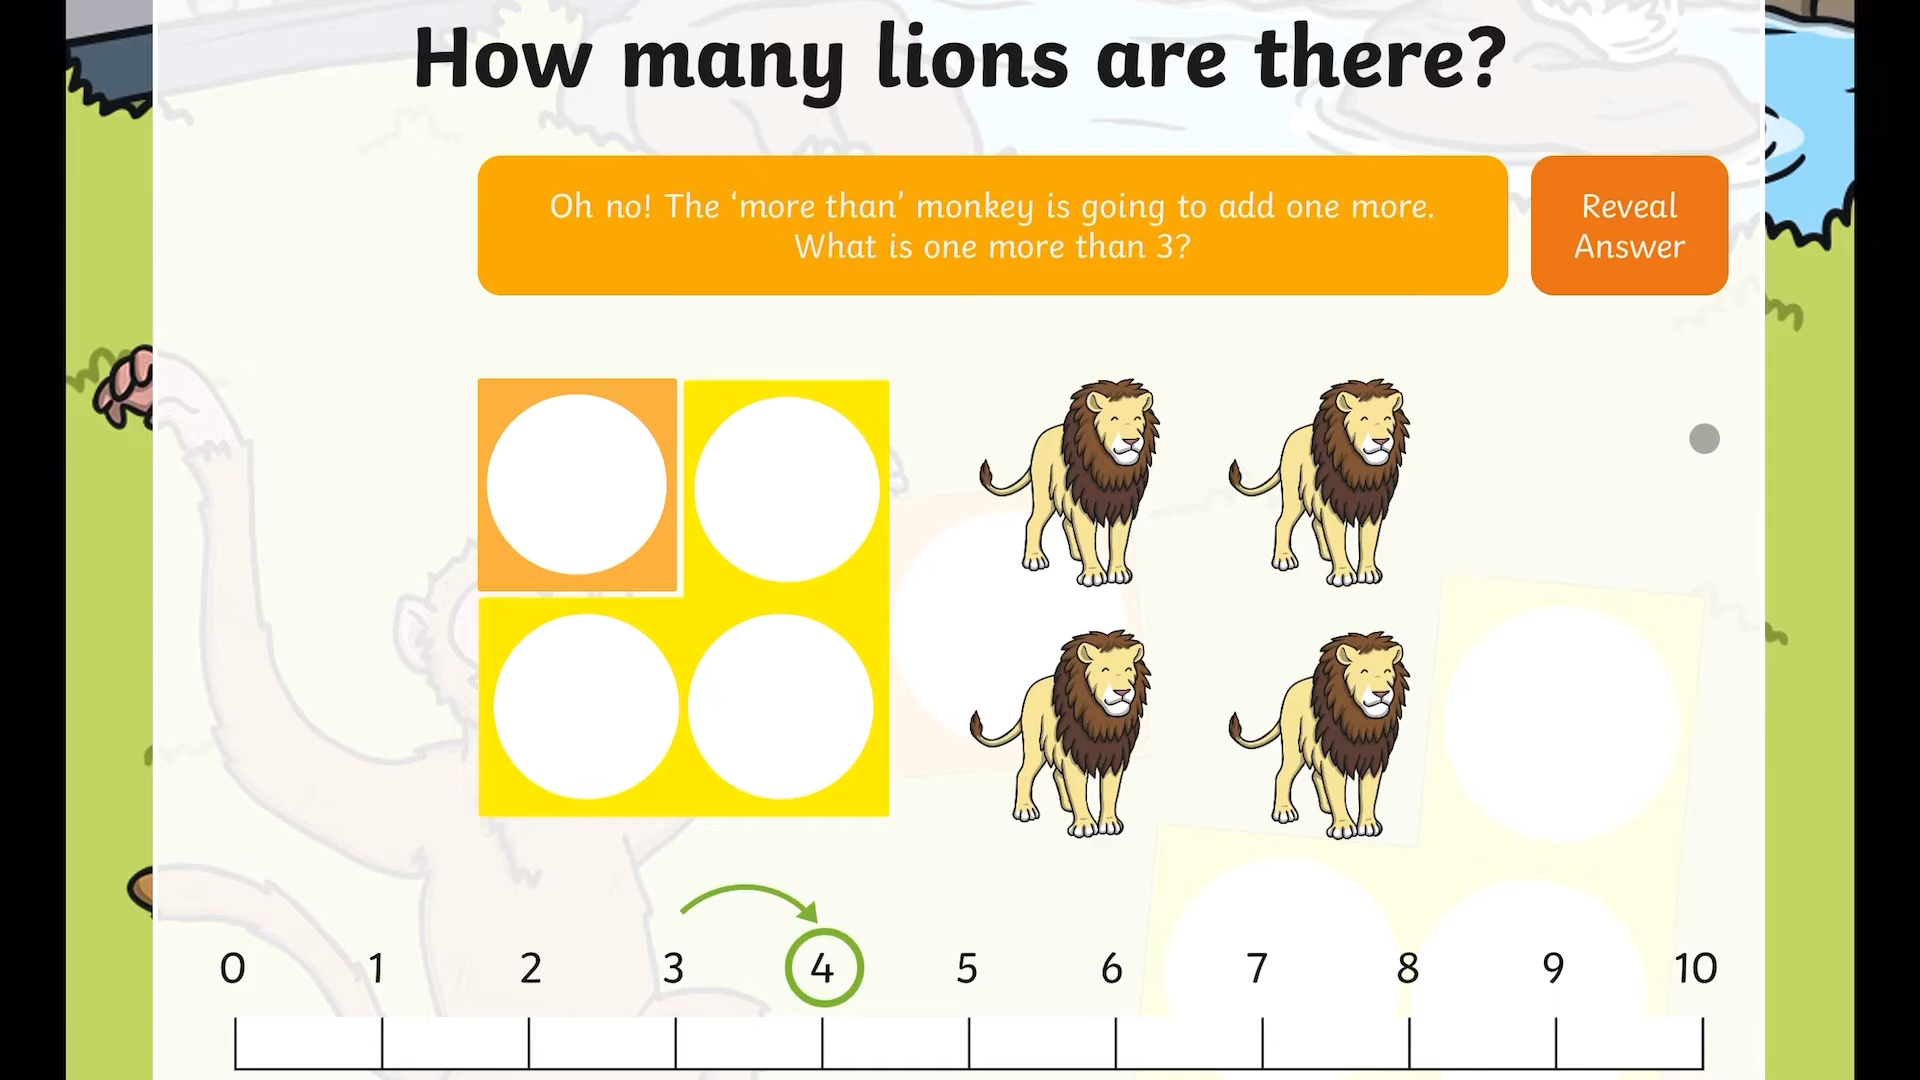 How many lions are there?
Oh no! The ‘more than’ monkey is going to add one more.
What is one more than 3?
Reveal
Answer
0 1 2 3 4 5 6 7 8 9 10